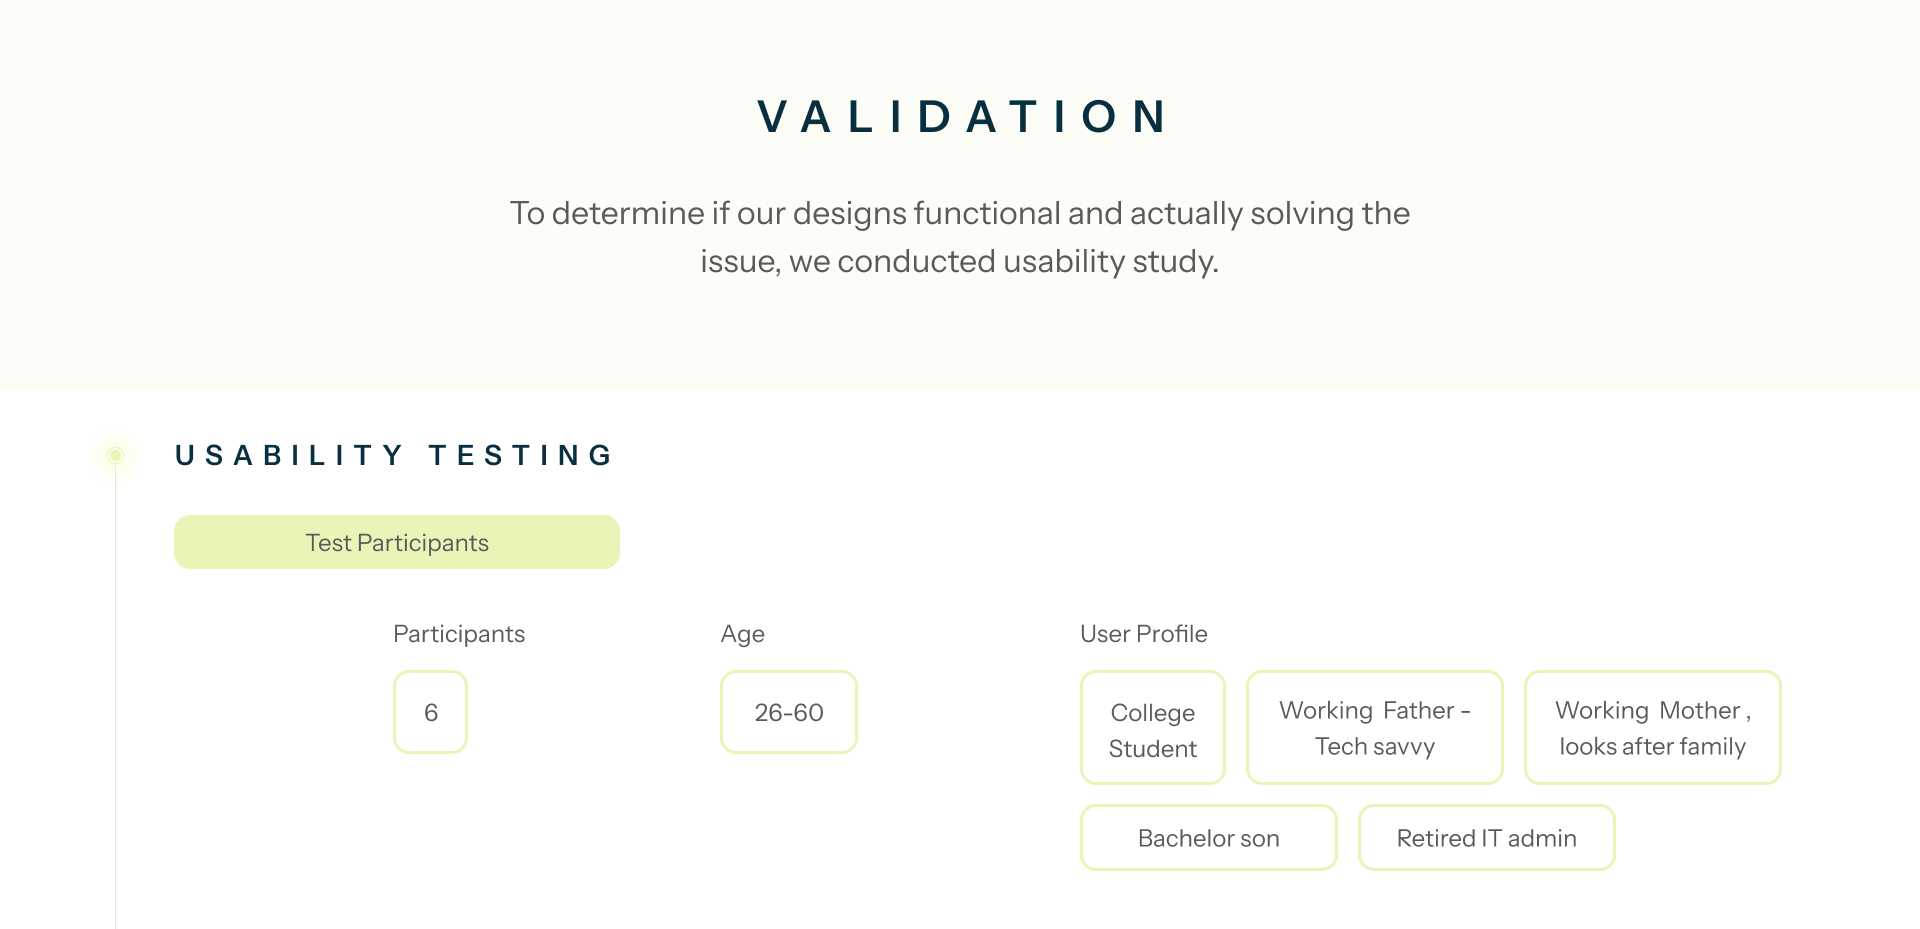 VALIDATION
To determine if our designs functional and actually solving the
issue, we conducted usability study.
USABILITY TESTING
Test Participants
Participants
6
Age
26-60
User Profile
College
Student
Working Father -
Tech savvy
Working Mother ,
looks after family
Bachelor son
Retired IT admin